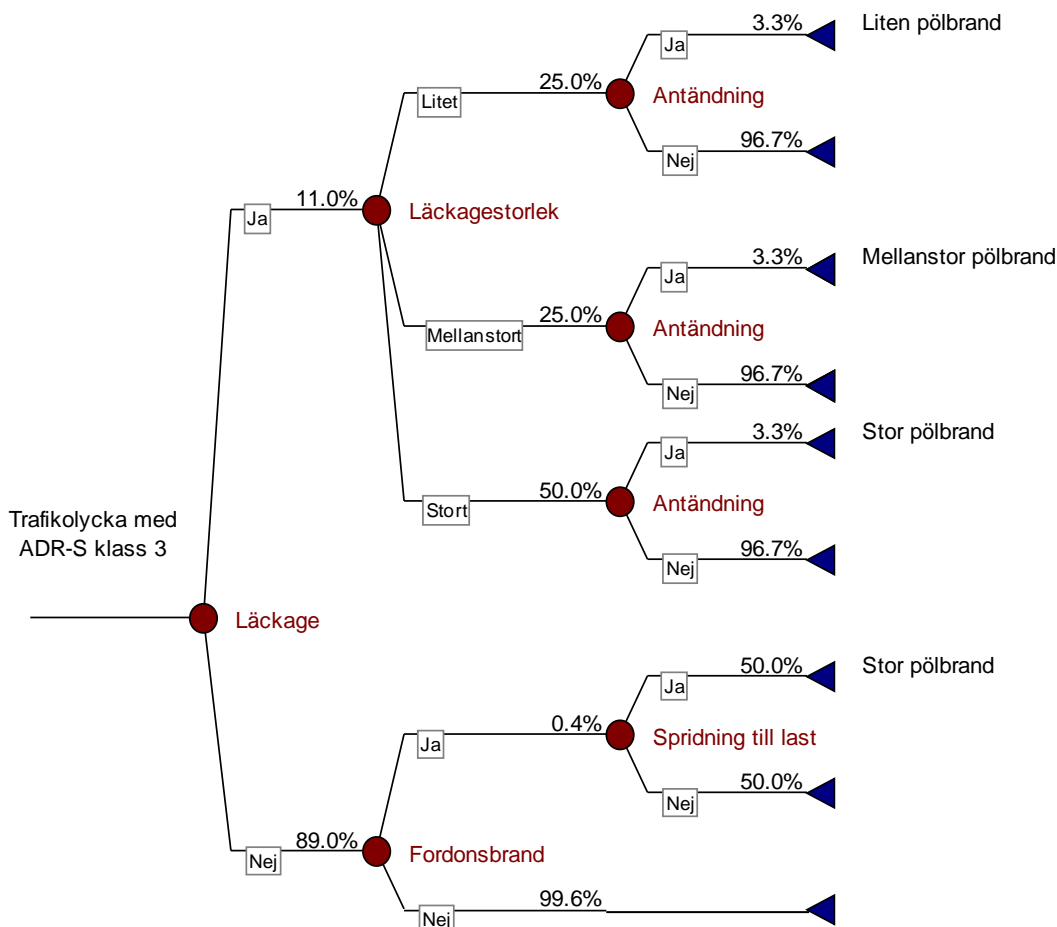 3.3%
Liten pölbrand
Ja
25.0%
Litet
Antändning
Nej
96.7%
Ja
11.0%
Läckagestorlek
3.3%
Mellanstor pölbrand
Ja
25.0%
Mellanstort
Antändning
Nej
96.7%
3.3%
Stor pölbrand
Ja
50.0%
Stort
Antändning
Nej
96.7%
Trafikolycka med
ADR-S klass 3
Läckage
50.0%
Stor pölbrand
Ja
0.4%
Ja
Spridning till last
Nej
50.0%
Nej
89.0%
Fordonsbrand
Nej
99.6%